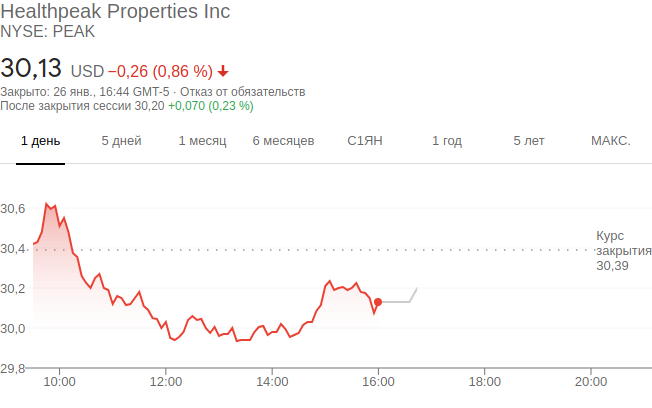 Healthpeak Properties Inc
NYSE: PEAK
30,13 USD −0,26 (0,86 %)
Закрыто: 26 янв., 16:44 GMT-5 · Отказ от обязательств
После закрытия сессии 30,20 +0,070 (0,23 %)
1 день 5 дней 1 месяц 6 месяцев С1ЯН 1 год 5 лет МАКС.
30,6
30,4
30,2
30,0
29,8
Курс
закрытия
30,39
10:00 12:00 14:00 16:00 18:00 20:00